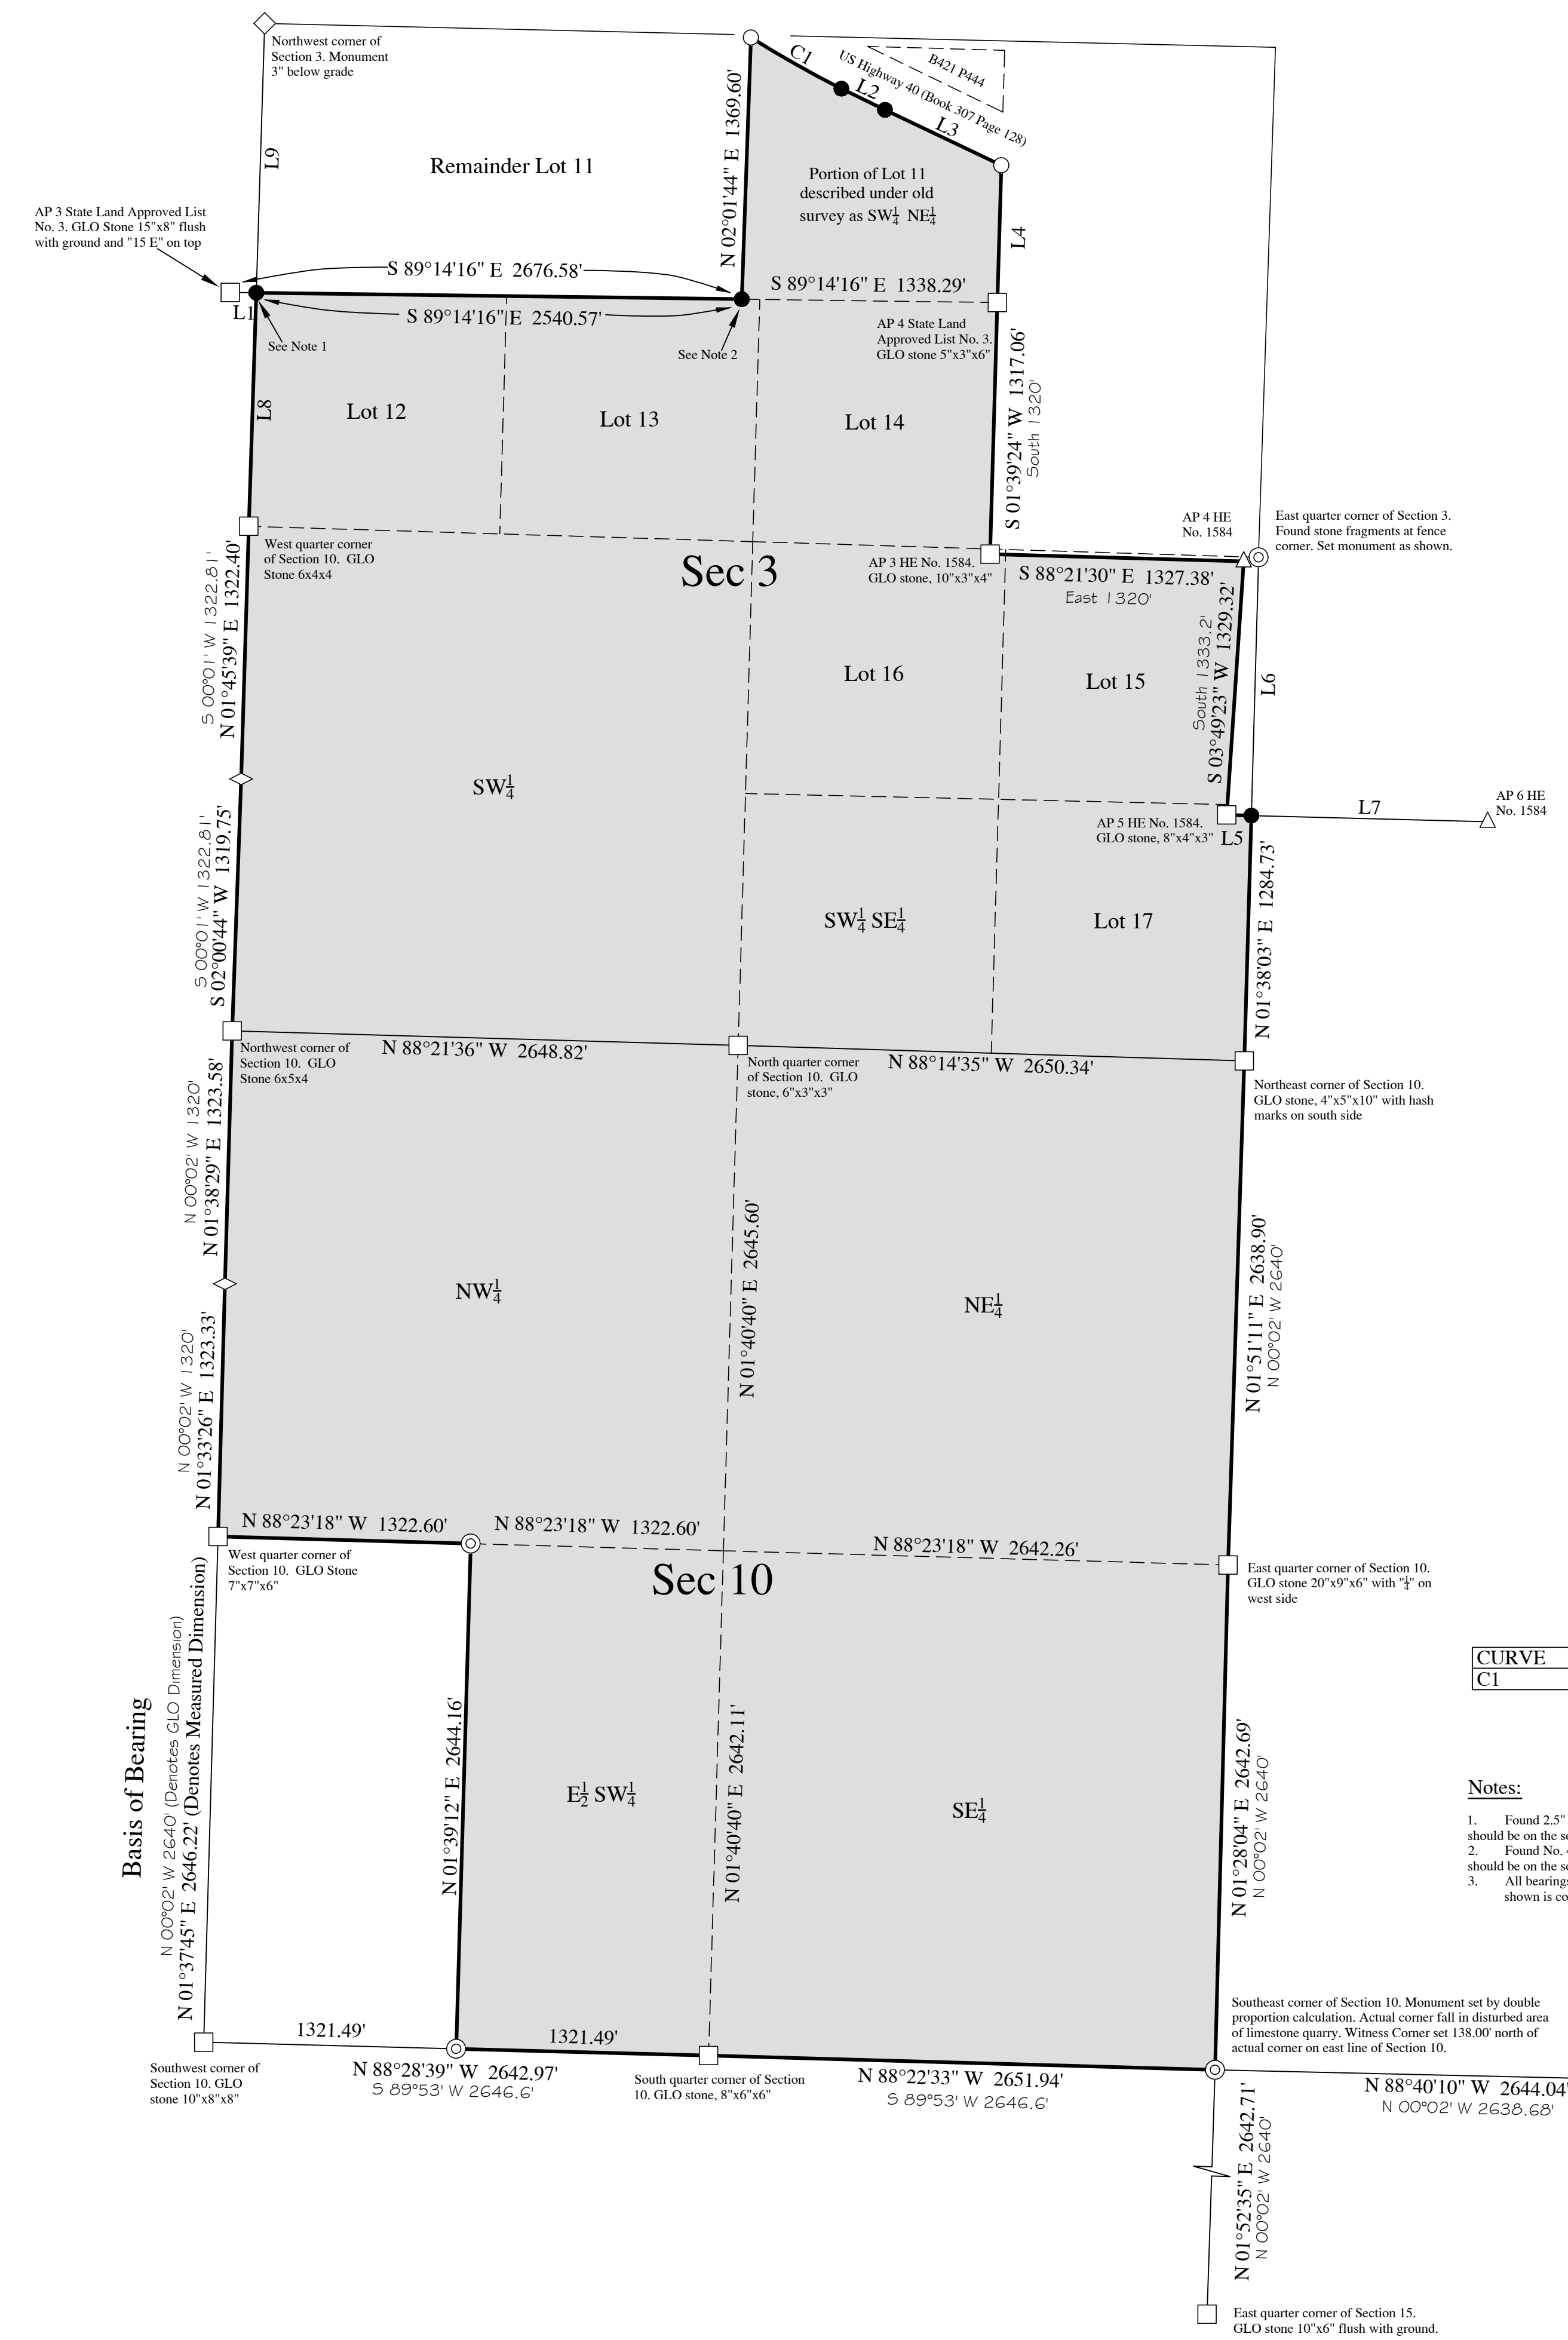 Northwest corner of
Section 3. Monument
3" below grade
C1
L2
L3
US Highway 40 (Book 307 Page 128)
B421 P444
L9
Remainder Lot 11
N 02°01'44" E 1369.60'
Portion of Lot 11
described under old
survey as SW1/4 NE1/4
L4
AP 3 State Land Approved List
No. 3. GLO Stone 15"x8" flush
with ground and "15 E" on top
S 89°14'16" E 2676.58'
S 89°14'16" E 1338.29'
L1
S 89°14'16" E 2540.57'
See Note 1
See Note 2
AP 4 State Land
Approved List No. 3.
GLO stone 5"x3"x6"
S 01°39'24" W 1317.06'
South 1320'
L8
Lot 12
Lot 13
Lot 14
AP 4 HE
No. 1584
East quarter corner of Section 3.
Found stone fragments at fence
corner. Set monument as shown.
West quarter corner
of Section 10. GLO
Stone 6x4x4
Sec 3
AP 3 HE No. 1584.
GLO stone, 10"x3"x4"
S 88°21'30" E 1327.38'
East 1320'
S 00°01' W 1322.81'
N 01°45'39" E 1322.40'
Lot 16
Lot 15
South 1333.2'
S 03°49'23" W 1329.32'
L6
SW1/4
AP 5 HE No. 1584.
GLO stone, 8"x4"x3"
L5
L7
AP 6 HE
No. 1584
S 00°01' W 1322.81'
S 02°00'44" W 1319.75'
SW1/4 SE1/4
Lot 17
N 01°38'03" E 1284.73'
Northwest corner of
Section 10. GLO
Stone 6x5x4
N 88°21'36" W 2648.82'
North quarter corner
of Section 10. GLO
stone, 6"x3"x3"
N 88°14'35" W 2650.34'
Northeast corner of Section 10.
GLO stone, 4"x5"x10" with hash
marks on south side
N 00°02' W 1320'
N 01°38'29" E 1323.58'
NW1/4
N 01°40'40" E 2645.60'
NE1/4
N 01°51'11" E 2638.90'
N 00°02' W 2640'
N 00°02' W 1320'
N 01°33'26" E 1323.33'
N 88°23'18" W 1322.60'
N 88°23'18" W 1322.60'
N 88°23'18" W 2642.26'
West quarter corner of
Section 10. GLO Stone
7"x7"x6"
Sec 10
East quarter corner of Section 10.
GLO stone 20"x9"x6" with "1/4" on
west side
CURVE
C1
Basis of Bearing
N 00°02' W 2640' (Denotes GLO Dimension)
N 01°37'45" E 2646.22' (Denotes Measured Dimension)
N 01°39'12" E 2644.16'
E1/2 SW1/4
N 01°40'40" E 2642.11'
SE1/4
N 01°28'04" E 2642.69'
N 00°02' W 2640'
Notes:
1. Found 2.5"
should be on the
2. Found No.
should be on the
3. All
shown is
Southeast corner of Section 10. Monument set by double
proportion calculation. Actual corner fall in disturbed area
of limestone quarry. Witness Corner set 138.00' north of
actual corner on east line of Section 10.
1321.49'
1321.49'
Southwest corner of
Section 10. GLO
stone 10"x8"x8"
N 88°28'39" W 2642.97'
S 89°53' W 2646.6'
South quarter corner of Section
10. GLO stone, 8"x6"x6"
N 88°22'33" W 2651.94'
S 89°53' W 2646.6'
N 88°40'10" W 2644.04'
N 00°02' W 2638.68'
N 01°52'35" E 2642.71'
N 00°02' W 2640'
East quarter corner of Section 15.
GLO stone 10"x6" flush with ground.